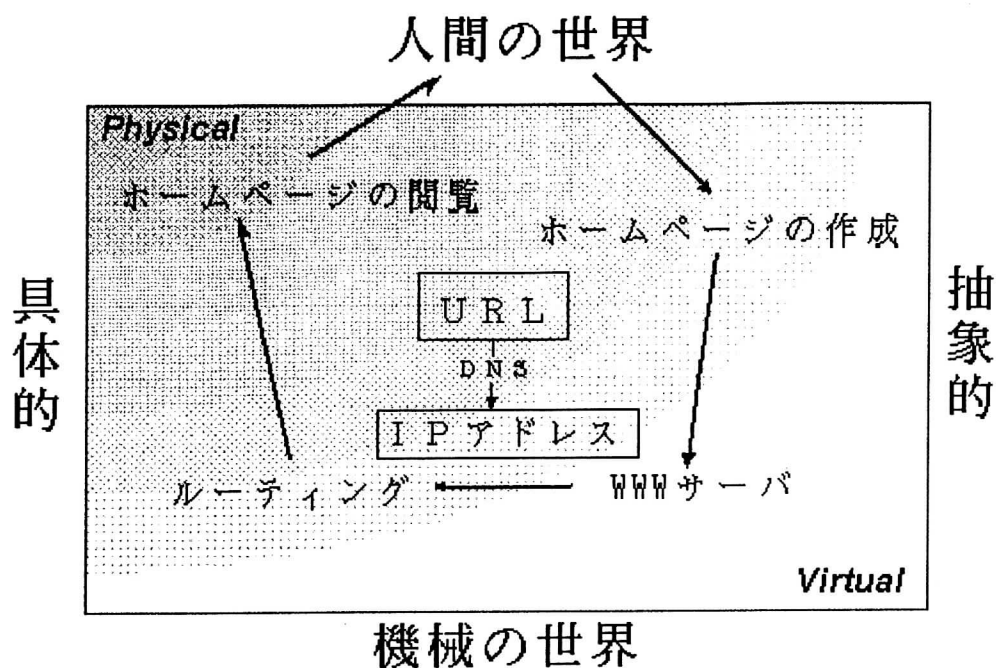 人間の世界
Physical
ホームページの閲覧
ホームページの作成
具体的
抽象的
URL
DNS
IPアドレス
ルーティング
WWWサーバ
Virtual
機械の世界